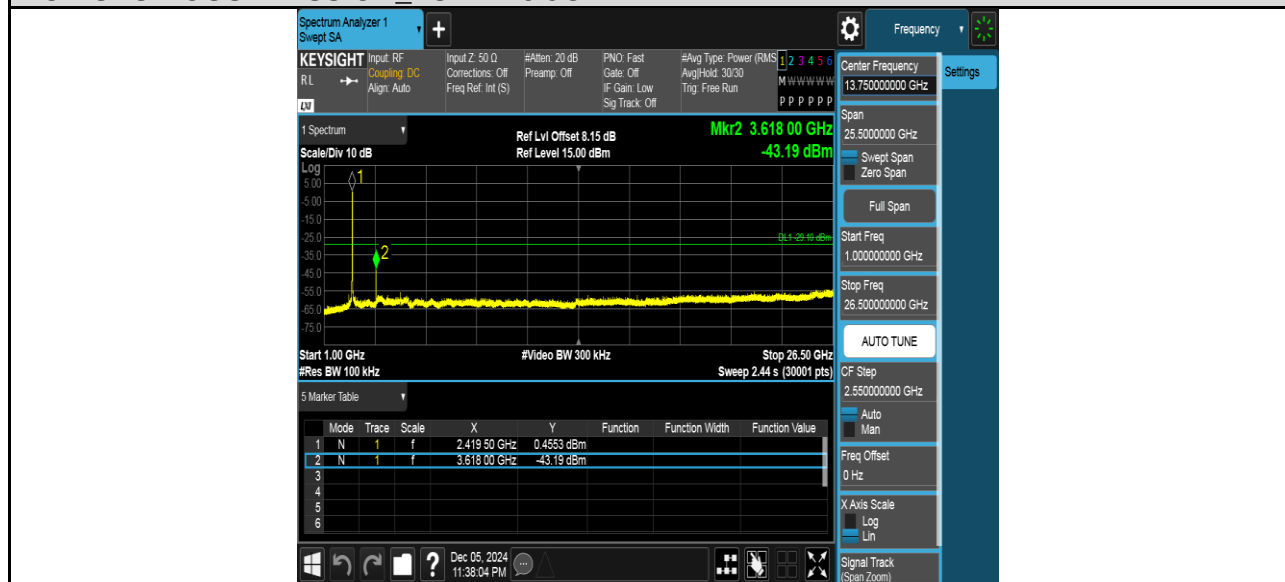 Spectrum Analyzer 1
Swept SA
+
Frequency
KEYSIGHT
RL
LXI
Input: RF
Coupling: DC
Align: Auto
Input Z: 50 Ω
Corrections: Off
Freq Ref: Int (S)
#Atten: 20 dB
Preamp: Off
PNO: Fast
Gate: Off
IF Gain: Low
Sig Track: Off
#Avg Type: Power (RMS
Avg|Hold: 30/30
Trig: Free Run
1 2 3 4 5 6
M W W W W W
P P P P P P
1 Spectrum
Scale/Div 10 dB
Ref Lvl Offset 8.15 dB
Ref Level 15.00 dBm
Mkr2 3.618 00 GHz
-43.19 dBm
Log
5.00
-5.00
-15.0
-25.0
-35.0
-45.0
-55.0
-65.0
-75.0
1
2
DL1 -29.10 dBm
Start 1.00 GHz
#Video BW 300 kHz
Stop 26.50 GHz
#Res BW 100 kHz
Sweep 2.44 s (30001 pts)
5 Marker Table
Mode Trace Scale X Y Function Function Width Function Value
1 N 1 f 2.419 50 GHz 0.4553 dBm
2 N 1 f 3.618 00 GHz -43.19 dBm
3
4
5
6
?
Dec 05, 2024
11:38:04 PM
Center Frequency
13.750000000 GHz
Settings
Span
25.5000000 GHz
Swept Span
Zero Span
Full Span
Start Freq
1.000000000 GHz
Stop Freq
26.500000000 GHz
AUTO TUNE
CF Step
2.550000000 GHz
Auto
Man
Freq Offset
0 Hz
X Axis Scale
Log
Lin
Signal Track
(Span Zoom)